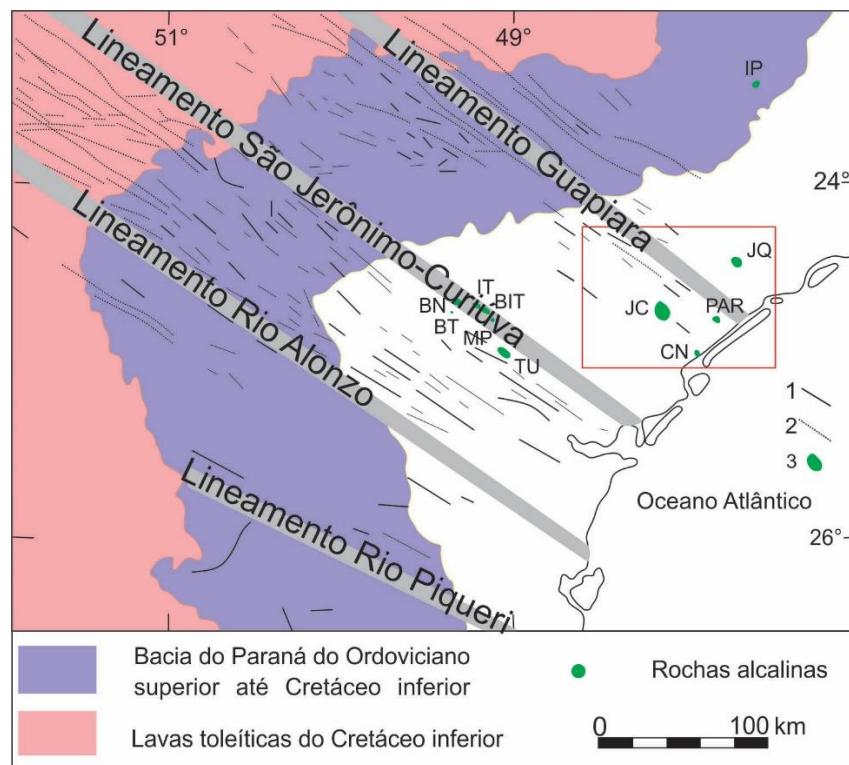 51°
49°
IP
Lineamento São Jerônimo-Curiúva
Lineamento Guapiara
24°
Lineamento Rio Alonzo
JQ
IT
BN
BIT
JC
PAR
BT
MP
TU
CN
1
2
3
Oceano Atlântico
Lineamento Rio Piqueri
26°
Bacia do Paraná do Ordoviciano
superior até Cretáceo inferior
Rochas alcalinas
Lavas toleíticas do Cretáceo inferior
0 100 km